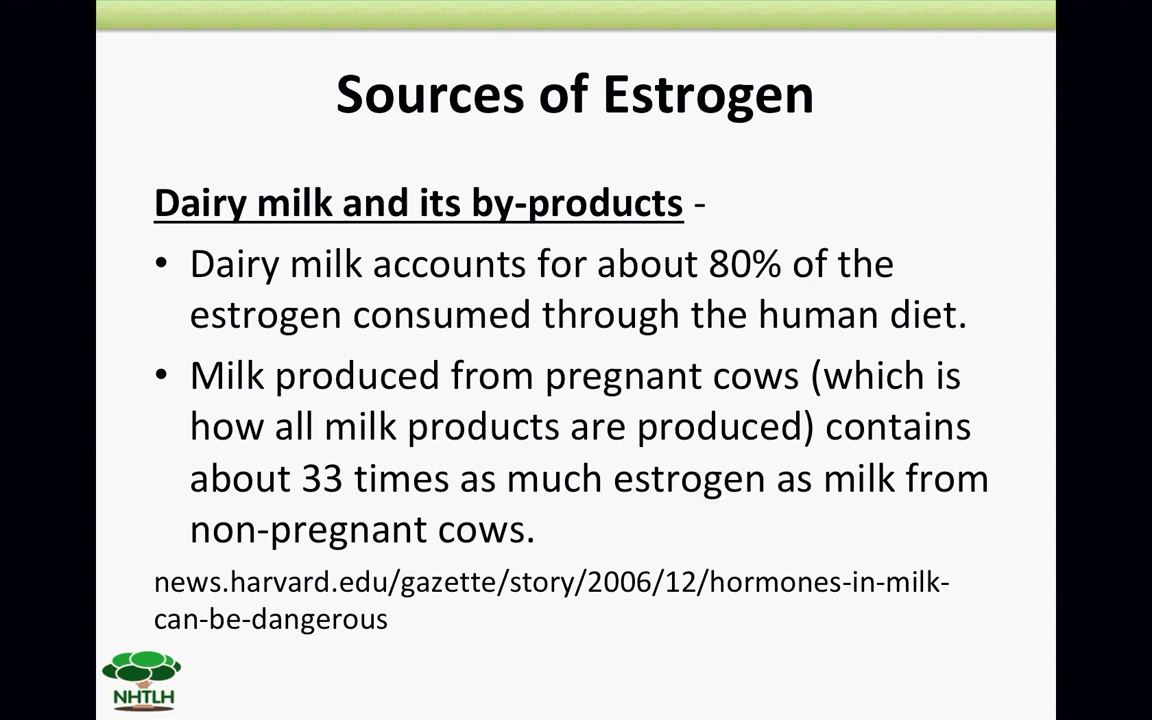 Sources of Estrogen
Dairy milk and its by-products -
• Dairy milk accounts for about 80% of the
estrogen consumed through the human diet.
• Milk produced from pregnant cows (which is
how all milk products are produced) contains
about 33 times as much estrogen as milk from
non-pregnant cows.
news.harvard.edu/gazette/story/2006/12/hormones-in-milk-
can-be-dangerous
NHTLH